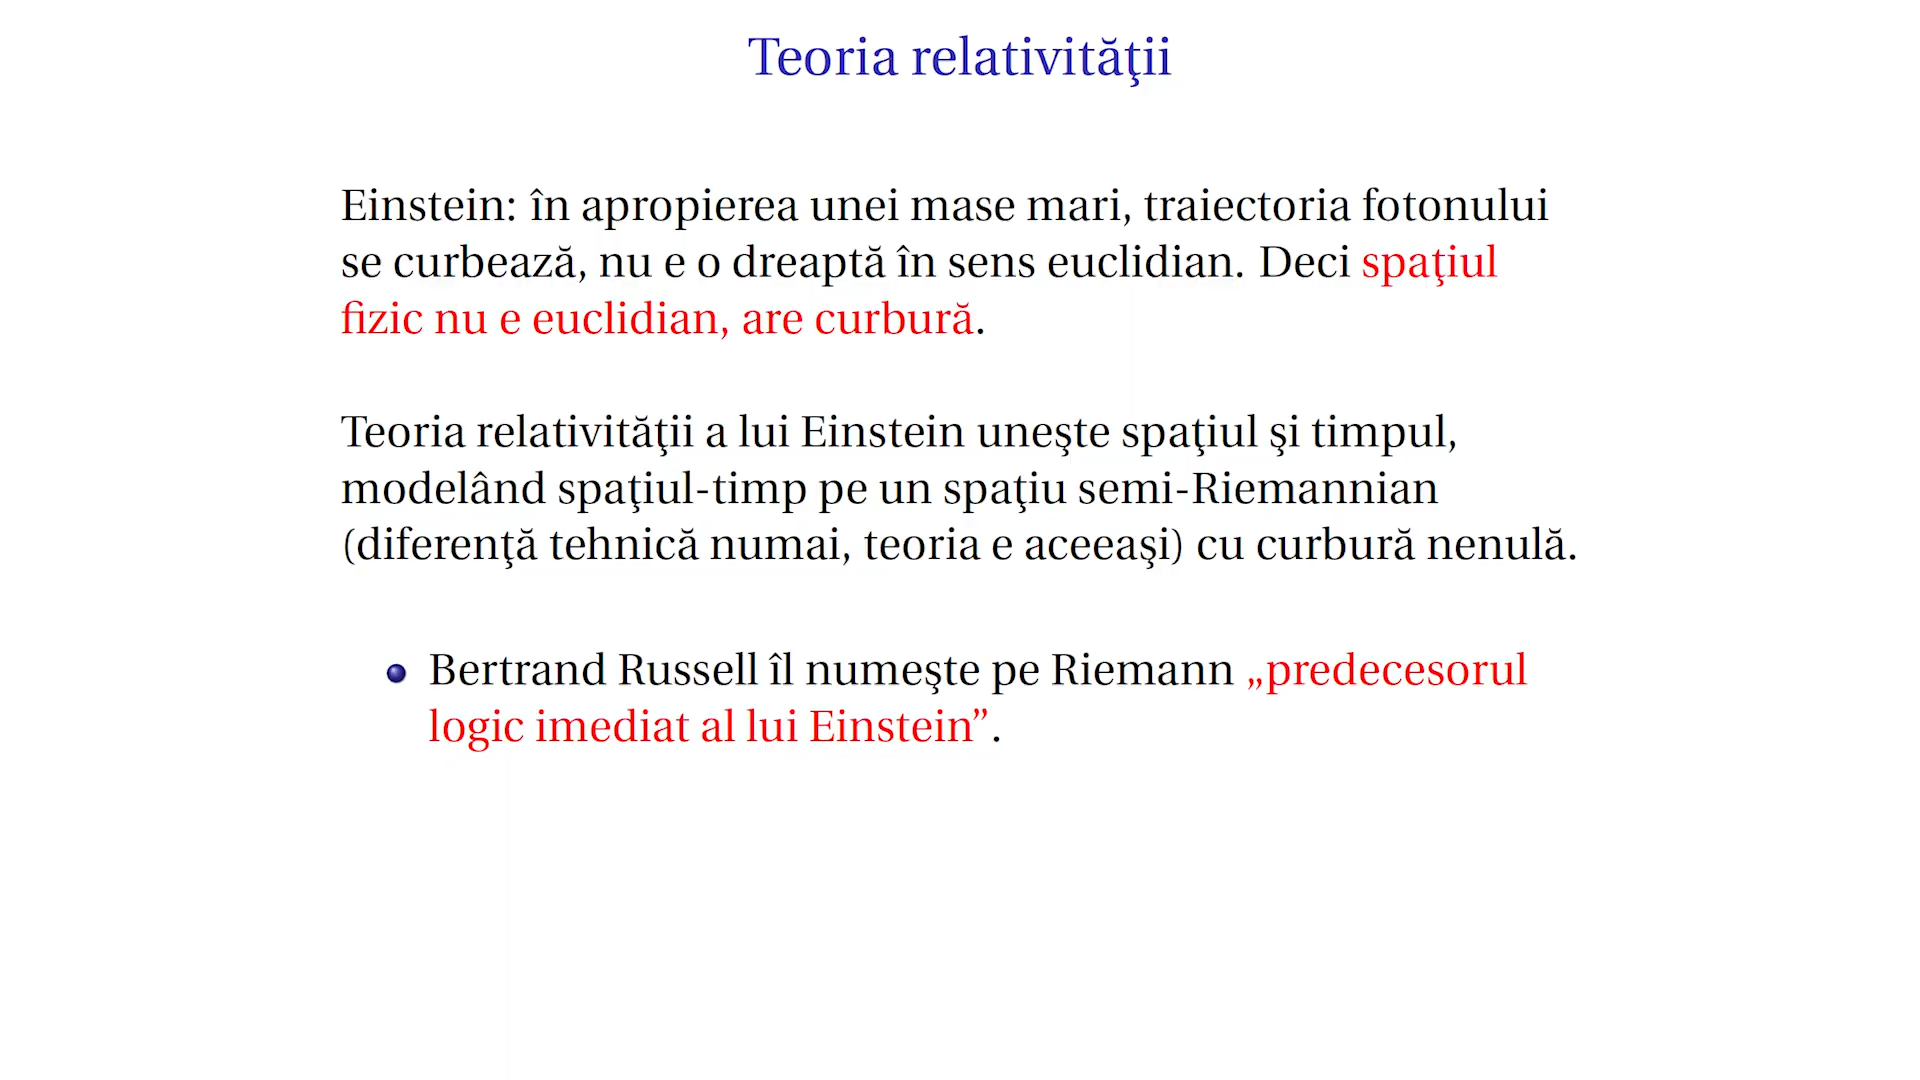 Teoria relativităţii
Einstein: în apropierea unei mase mari, traiectoria fotonului
se curbează, nu e o dreaptă în sens euclidian. Deci spaţiul
fizic nu e euclidian, are curbură.
Teoria relativităţii a lui Einstein uneşte spaţiul şi timpul,
modelând spaţiul-timp pe un spaţiu semi-Riemannian
(diferenţă tehnică numai, teoria e aceeaşi) cu curbură nenulă.
Bertrand Russell îl numeşte pe Riemann „predecesorul
logic imediat al lui Einstein”.